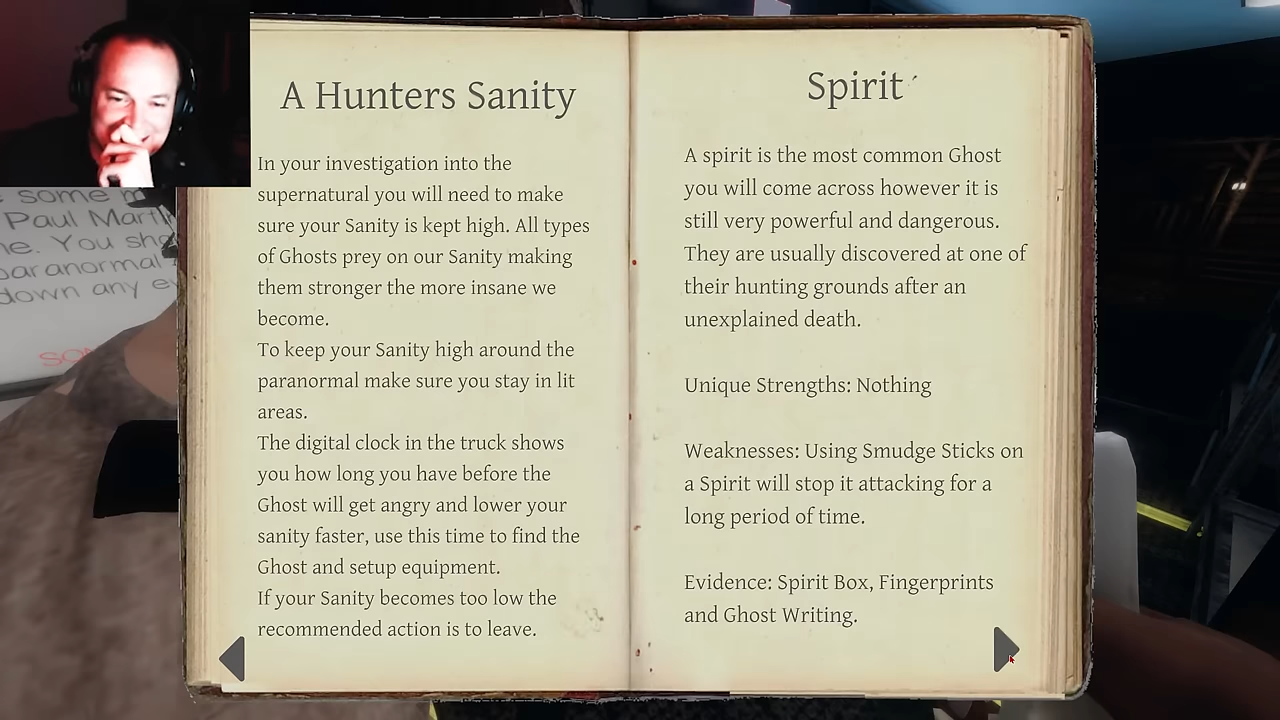 A Hunters Sanity
In your investigation into the
supernatural you will need to make
sure your Sanity is kept high. All types
of Ghosts prey on our Sanity making
them stronger the more insane we
become.
To keep your Sanity high around the
paranormal make sure you stay in lit
areas.
The digital clock in the truck shows
you how long you have before the
Ghost will get angry and lower your
sanity faster, use this time to find the
Ghost and setup equipment.
If your Sanity becomes too low the
recommended action is to leave.
Spirit
A spirit is the most common Ghost
you will come across however it is
still very powerful and dangerous.
They are usually discovered at one of
their hunting grounds after an
unexplained death.
Unique Strengths: Nothing
Weaknesses: Using Smudge Sticks on
a Spirit will stop it attacking for a
long period of time.
Evidence: Spirit Box, Fingerprints
and Ghost Writing.
some
Paul
You
paranormal
down any